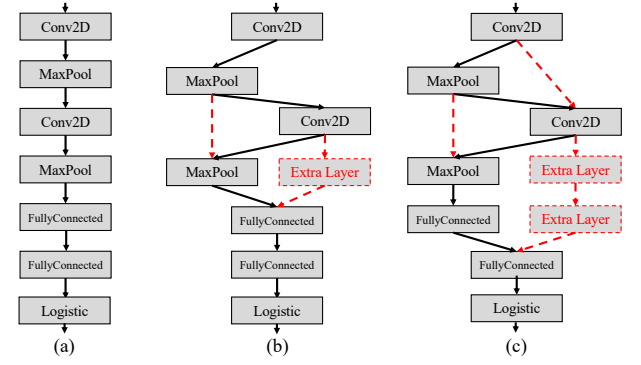 Conv2D
MaxPool
Conv2D
MaxPool
FullyConnected
FullyConnected
Logistic
(a)
Conv2D
MaxPool
Conv2D
MaxPool
Extra Layer
FullyConnected
FullyConnected
Logistic
(b)
Conv2D
MaxPool
Conv2D
MaxPool
Extra Layer
FullyConnected
Extra Layer
FullyConnected
Logistic
(c)